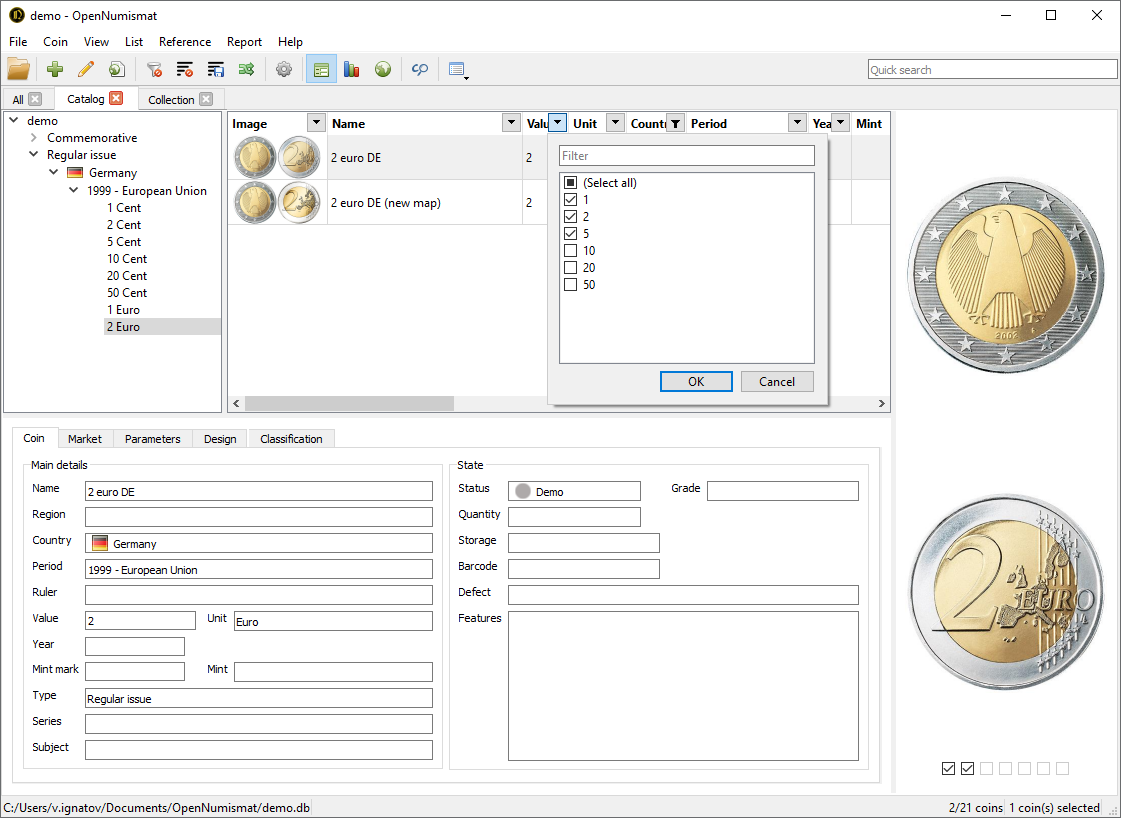 demo - OpenNumismat
File Coin View List Reference Report Help
Quick search
All Catalog Collection
demo
Commemorative
Regular issue
Germany
1999 - European Union
1 Cent
2 Cent
5 Cent
10 Cent
20 Cent
50 Cent
1 Euro
2 Euro
Image Name Valu Unit Countr Period Yea Mint
2 euro DE 2
2 euro DE (new map) 2
Filter
(Select all)
1
2
5
10
20
50
OK Cancel
2002
2 EURO
Coin Market Parameters Design Classification
Main details
Name 2 euro DE
Region
Country Germany
Period 1999 - European Union
Ruler
Value 2 Unit Euro
Year
Mint mark Mint
Type Regular issue
Series
Subject
State
Status Demo Grade
Quantity
Storage
Barcode
Defect
Features
C:/Users/v.ignatov/Documents/OpenNumismat/demo.db 2/21 coins 1 coin(s) selected